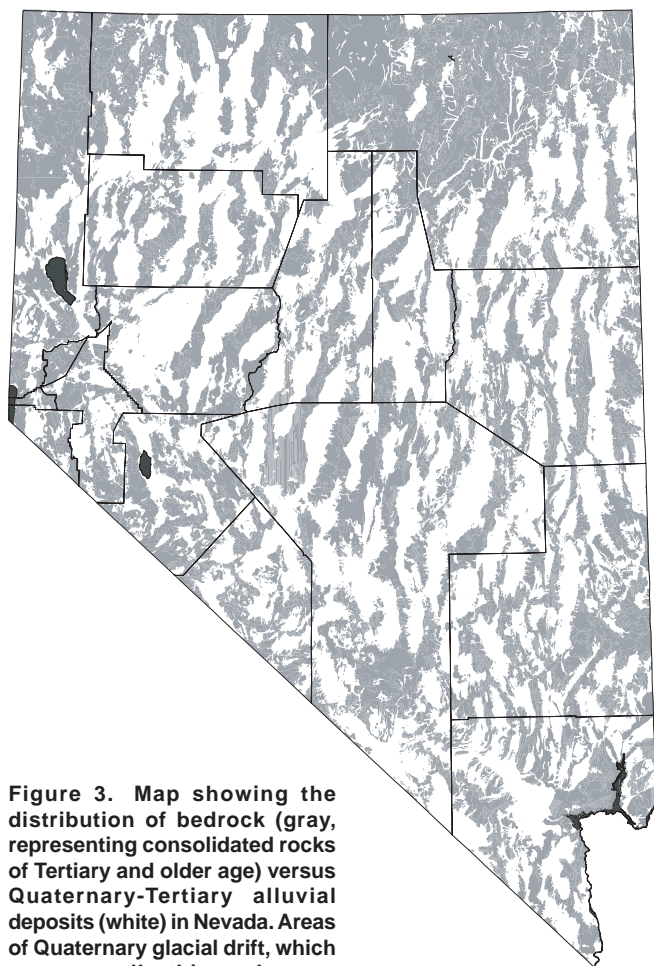 Figure 3. Map showing the
distribution of bedrock (gray,
representing consolidated rocks
of Tertiary and older age) versus
Quaternary-Tertiary alluvial
deposits (white) in Nevada. Areas
of Quaternary glacial drift, which